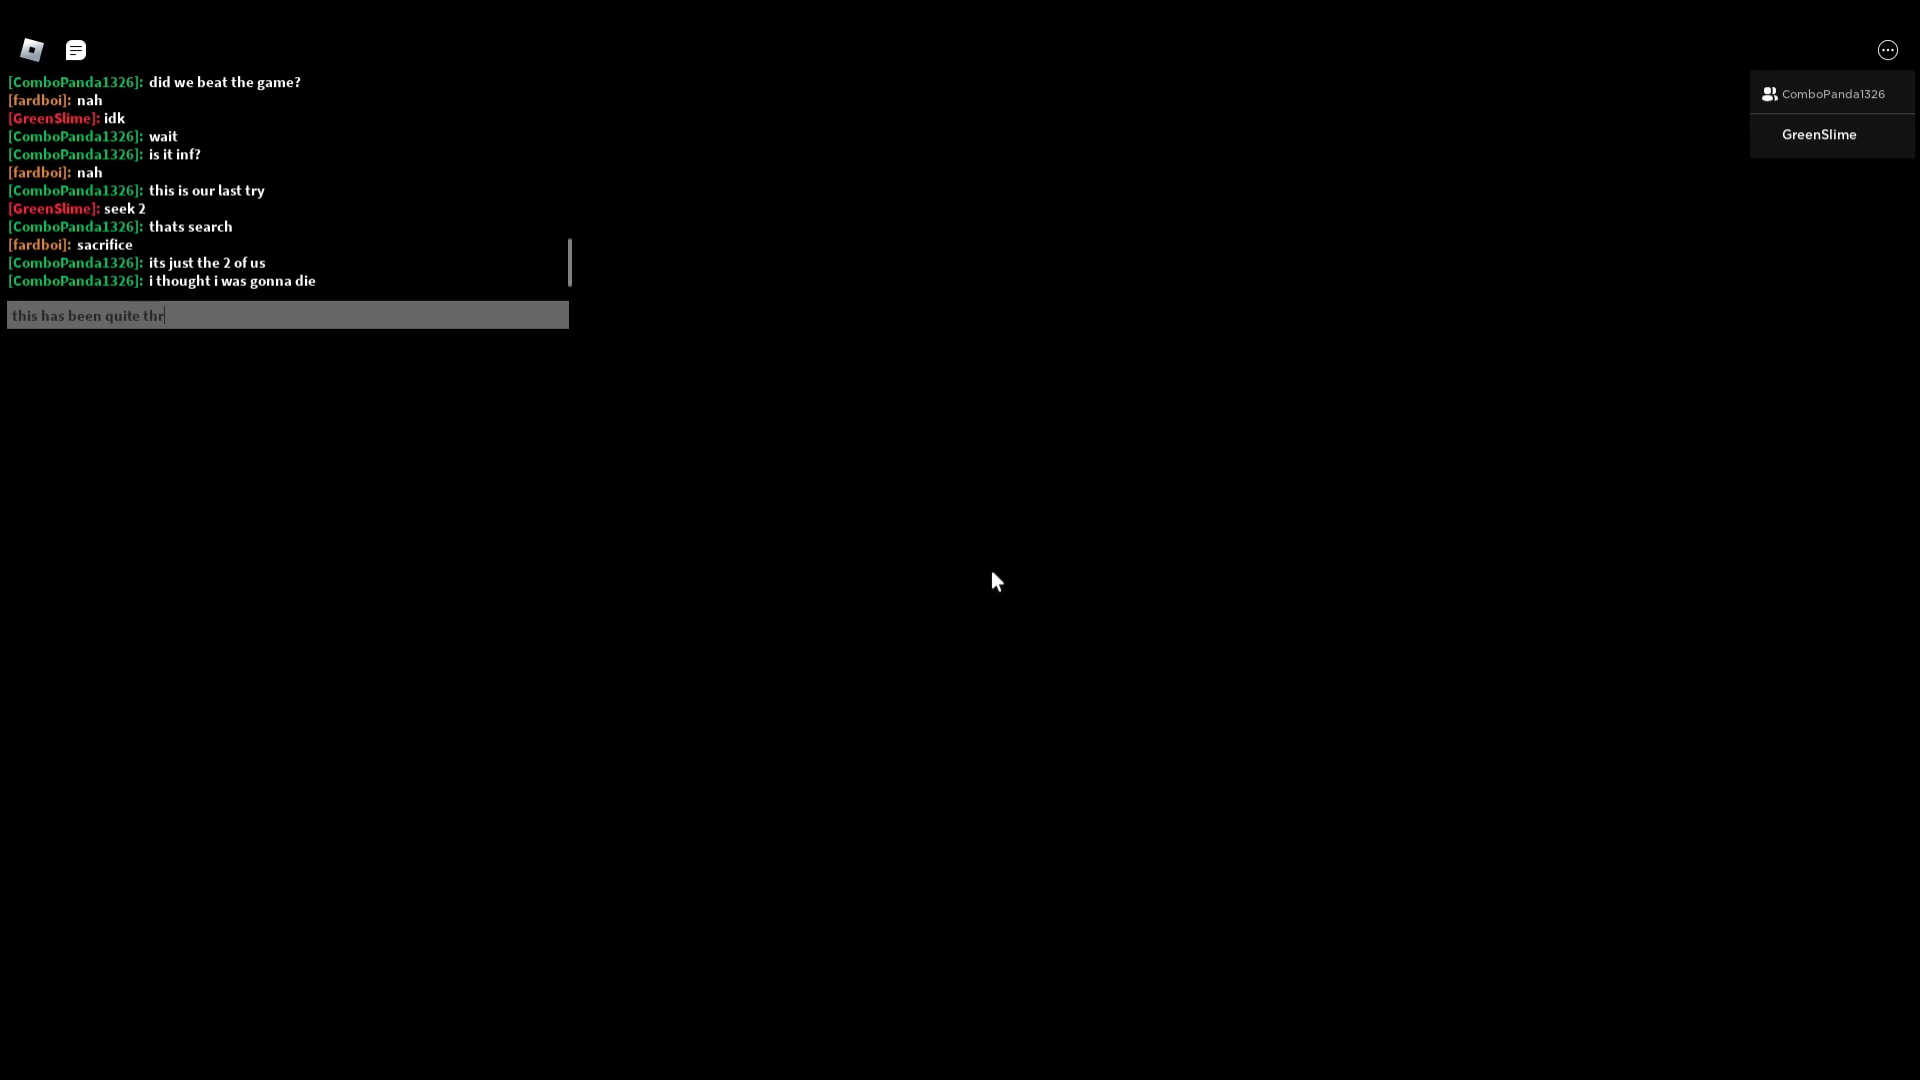 [ComboPanda1326]: did we beat the game?
[fardboi]: nah
[GreenSlime]: idk
[ComboPanda1326]: wait
[ComboPanda1326]: is it inf?
[fardboi]: nah
[ComboPanda1326]: this is our last try
[GreenSlime]: seek 2
[ComboPanda1326]: thats search
[fardboi]: sacrifice
[ComboPanda1326]: its just the 2 of us
[ComboPanda1326]: i thought i was gonna die
this has been quite thr
ComboPanda1326
GreenSlime